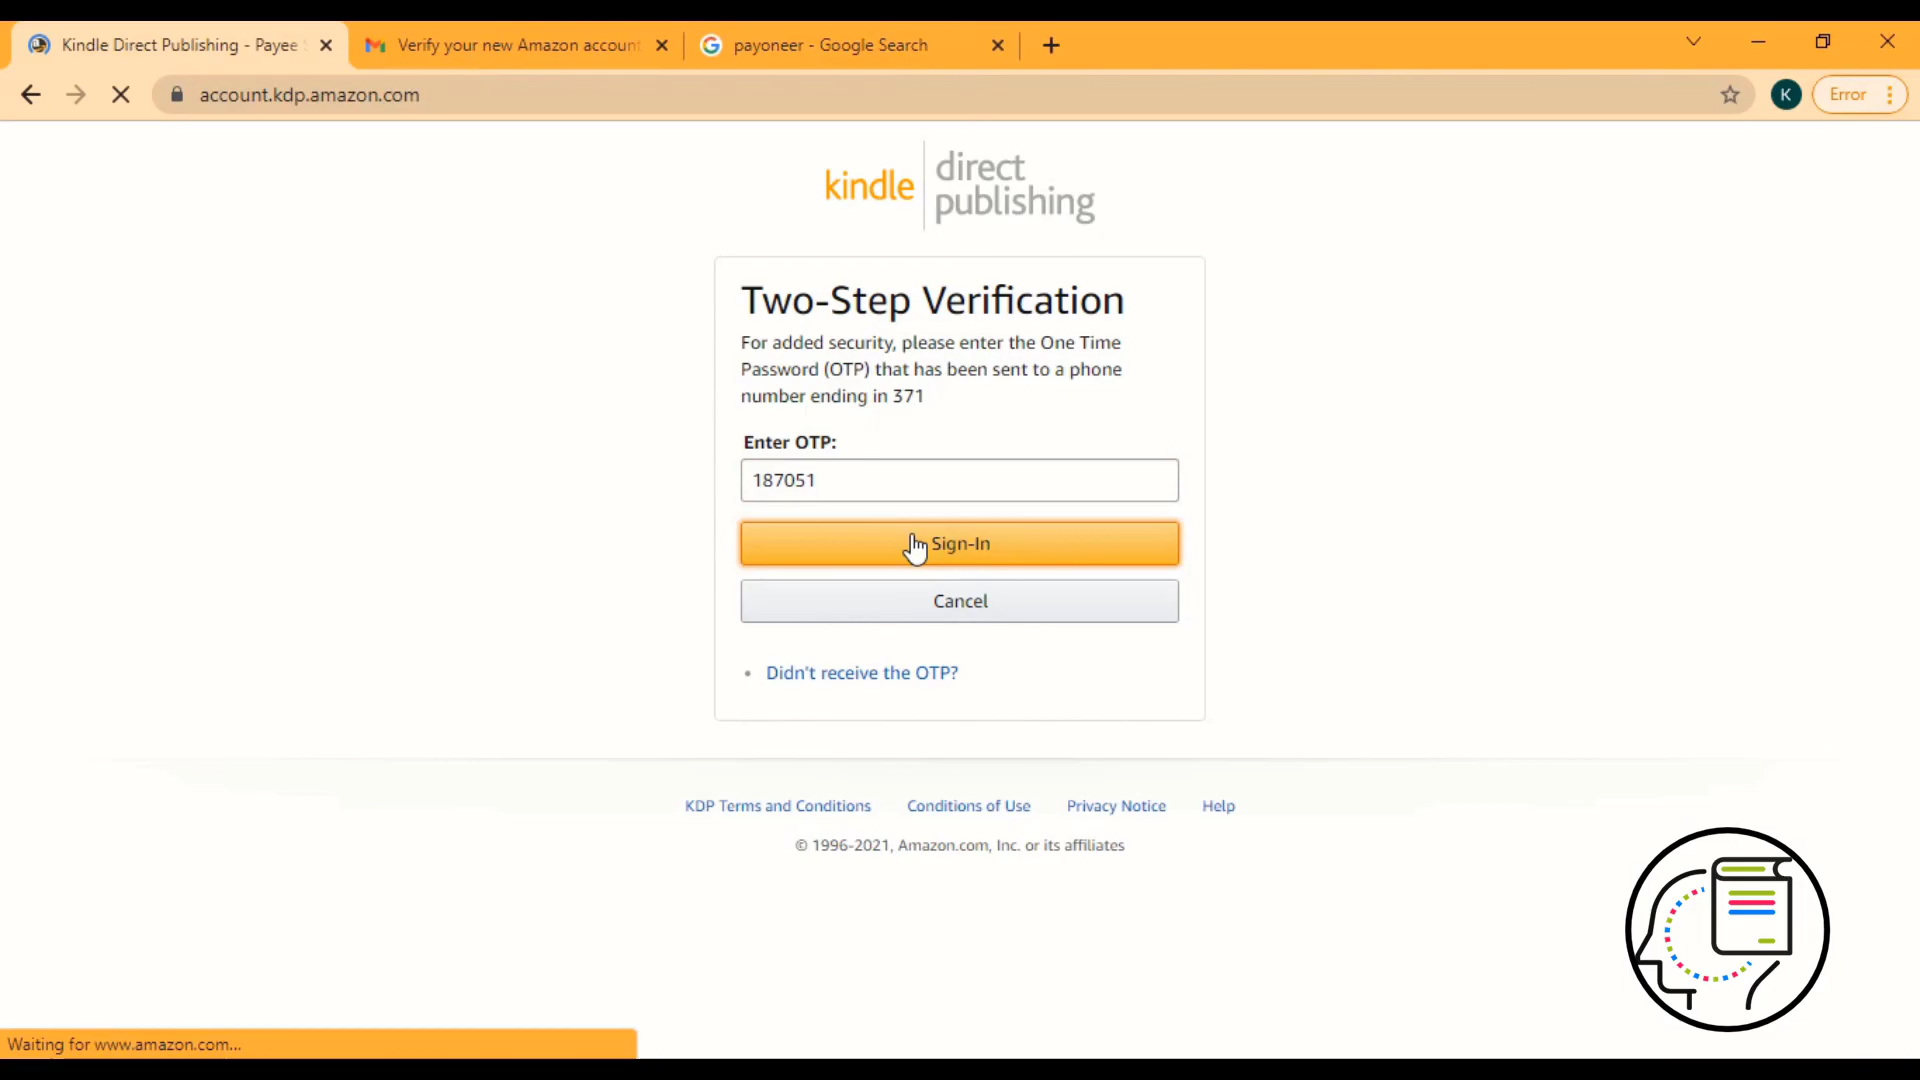 Kindle Direct Publishing - Payee
Verify your new Amazon account
payoneer - Google Search
account.kdp.amazon.com
K
Error
kindle
direct
publishing
Two-Step Verification
For added security, please enter the One Time
Password (OTP) that has been sent to a phone
number ending in 371
Enter OTP:
187051
Sign-In
Cancel
Didn't receive the OTP?
KDP Terms and Conditions
Conditions of Use
Privacy Notice
Help
© 1996-2021, Amazon.com, Inc. or its affiliates
Waiting for www.amazon.com...